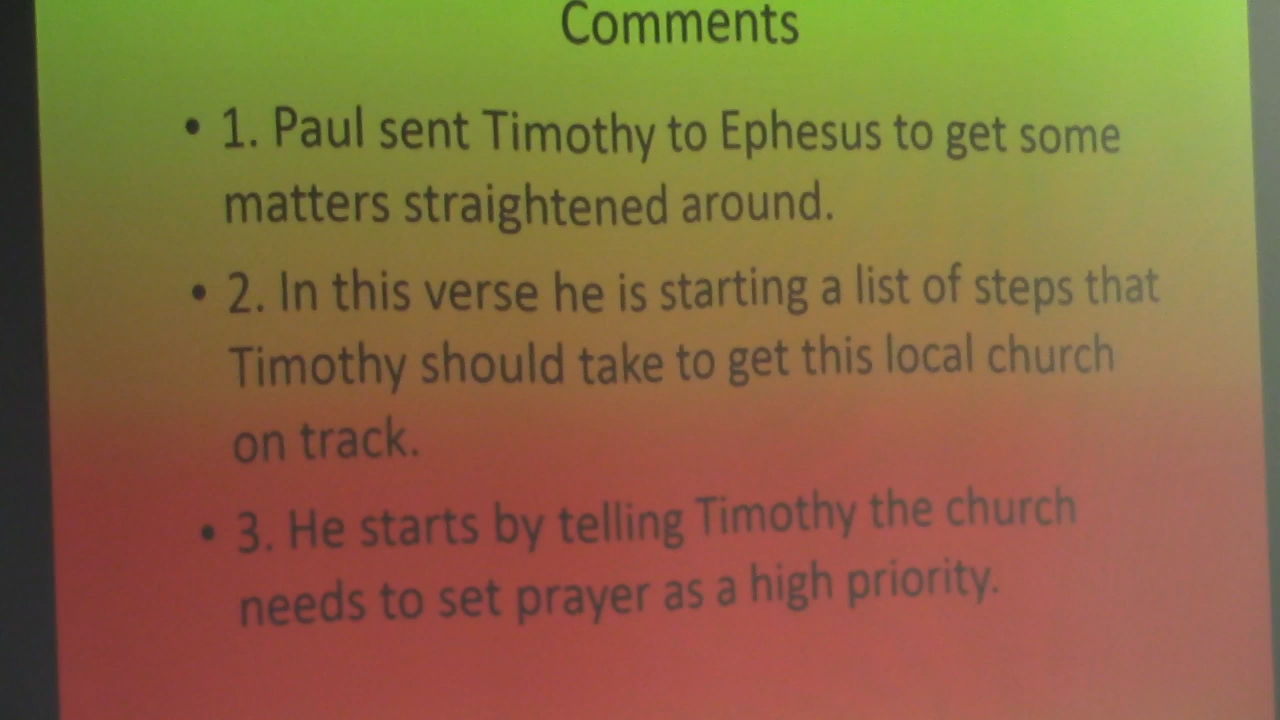 Comments
• 1. Paul sent Timothy to Ephesus to get some
matters straightened around.
• 2. In this verse he is starting a list of steps that
Timothy should take to get this local church
on track.
• 3. He starts by telling Timothy the church
needs to set prayer as a high priority.